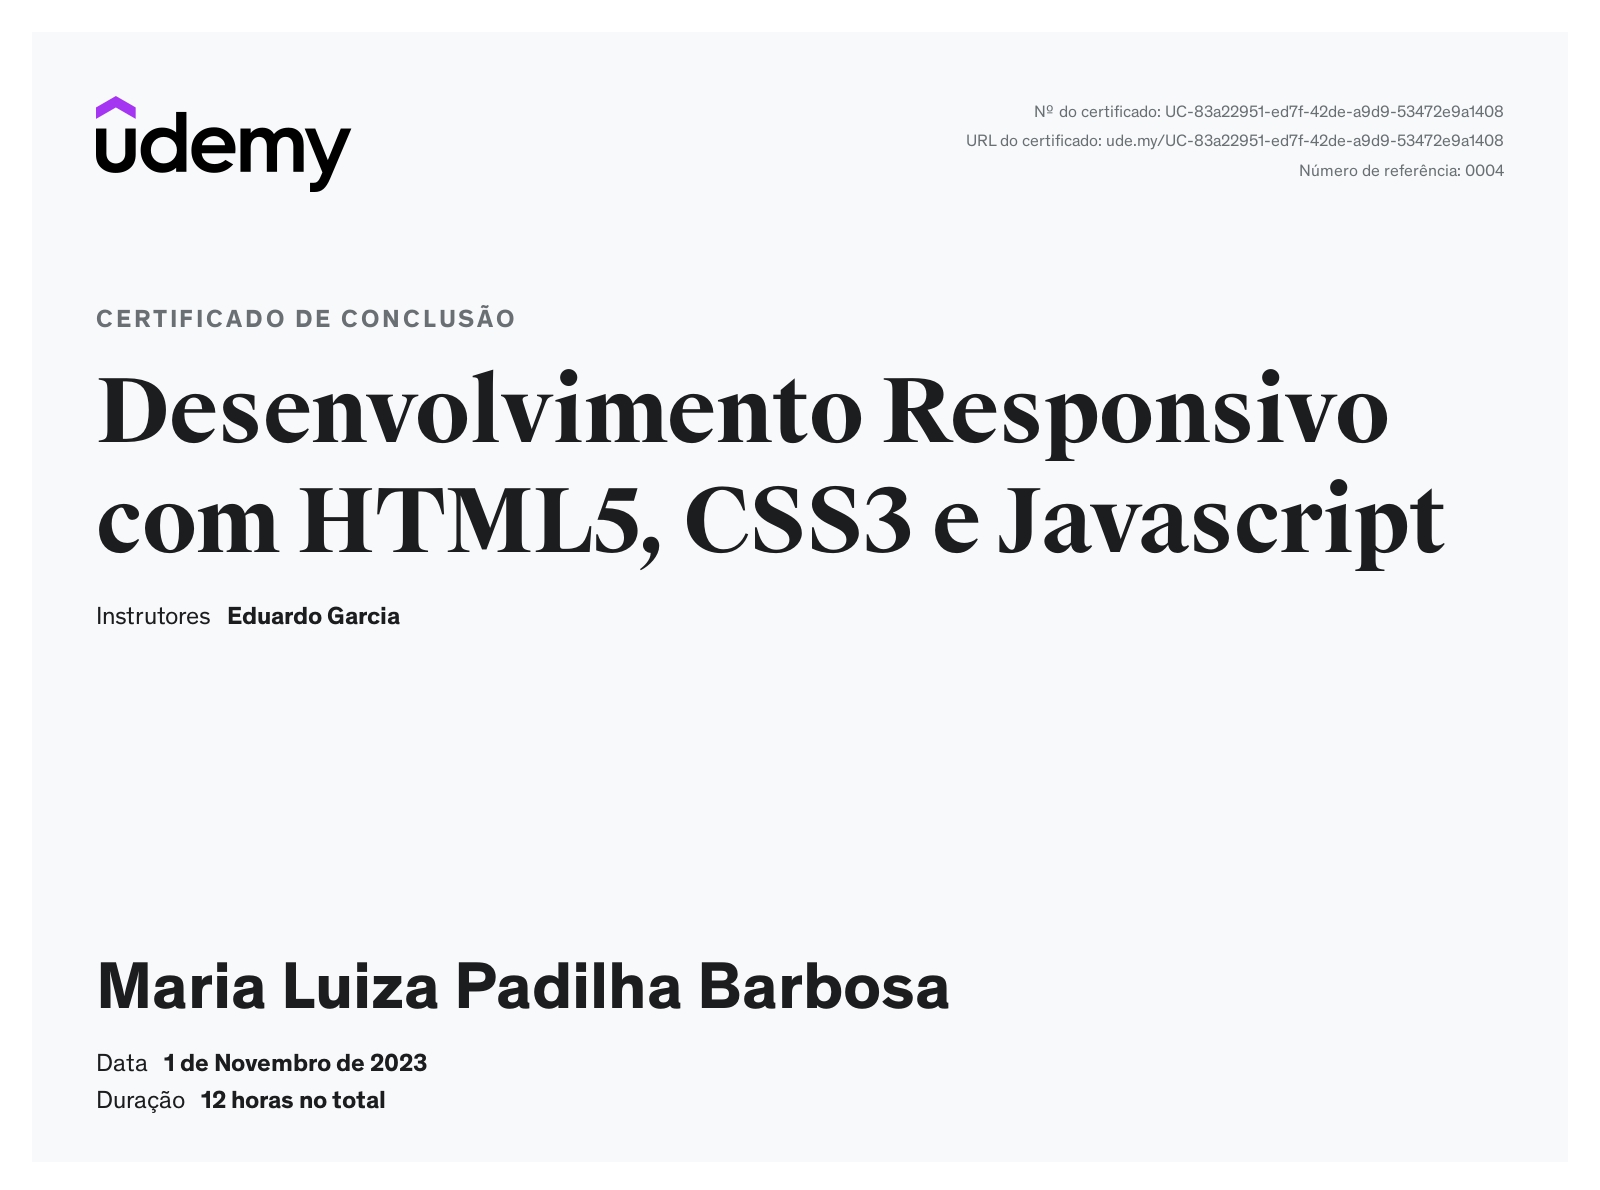 udemy
Nº do certificado: UC-83a22951-ed7f-42de-a9d9-53472e9a1408
URL do certificado: ude.my/UC-83a22951-ed7f-42de-a9d9-53472e9a1408
Número de referência: 0004
CERTIFICADO DE CONCLUSÃO
Desenvolvimento Responsivo
com HTML5, CSS3 e Javascript
Instrutores Eduardo Garcia
Maria Luiza Padilha Barbosa
Data 1 de Novembro de 2023
Duração 12 horas no total